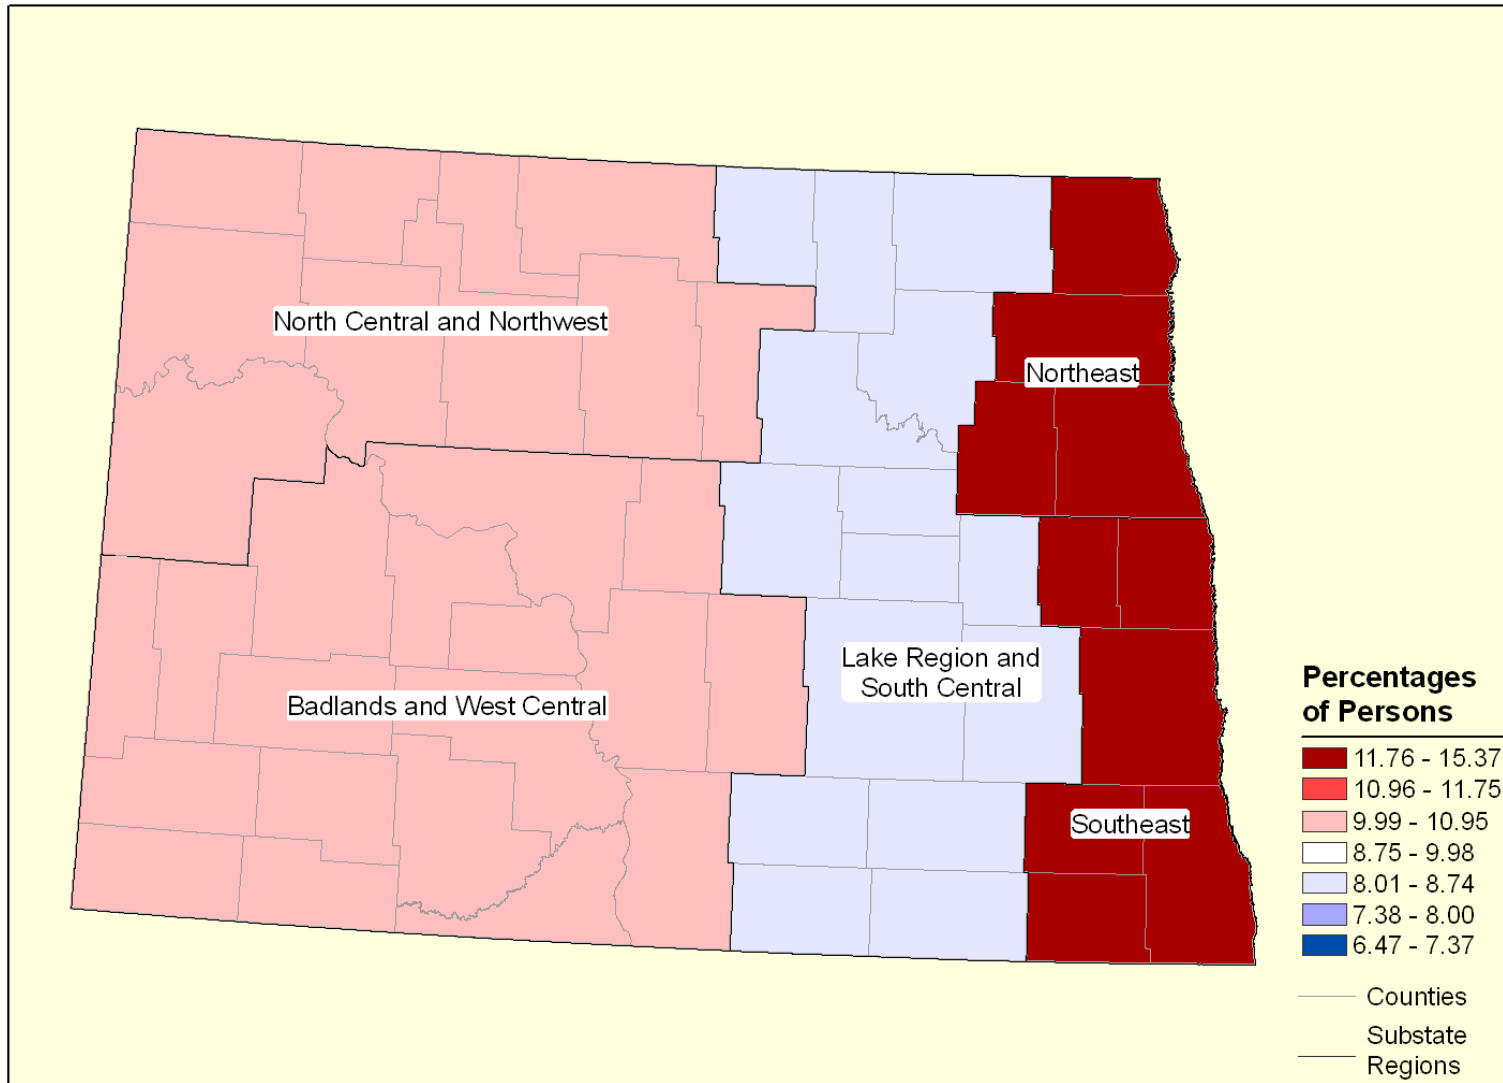 North Central and Northwest
Northeast
Lake Region and
South Central
Badlands and West Central
Southeast
Percentages
of Persons
11.76 - 15.37
10.96 - 11.75
9.99 - 10.95
8.75 - 9.98
8.01 - 8.74
7.38 - 8.00
6.47 - 7.37
Counties
Substate
Regions